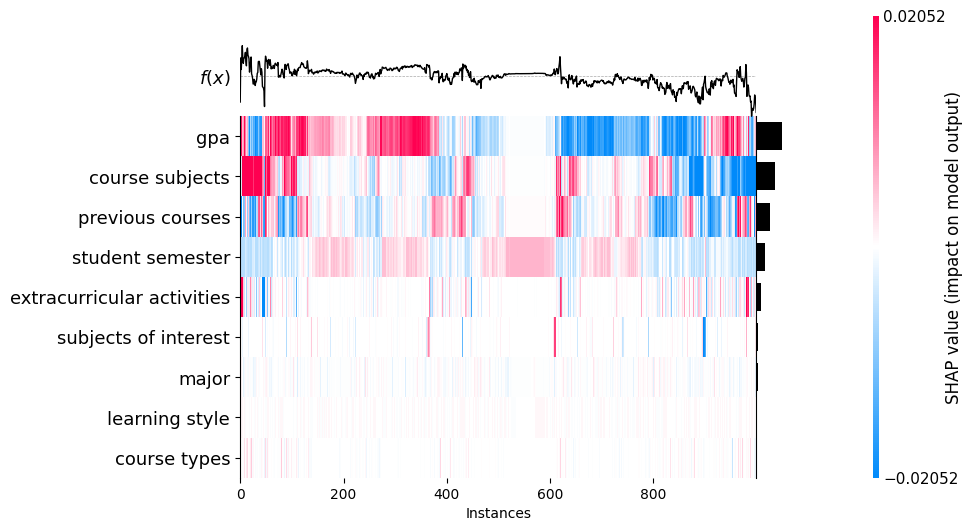 0.02052
f(x)
gpa
course subjects
previous courses
student semester
extracurricular activities
subjects of interest
major
learning style
course types
0 200 400 600 800
Instances
SHAP value (impact on model output)
−0.02052